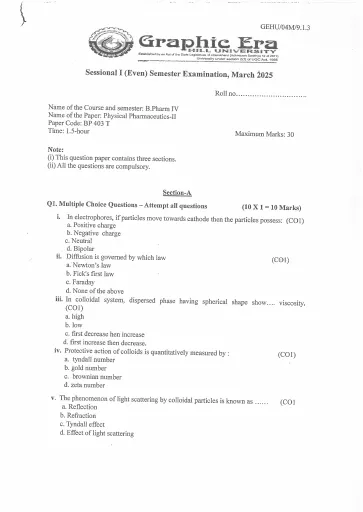 GEHU/04M/9.1.3
Graphic Era
HILL UNIVERSITY
Sessional I (Even) Semester Examination, March 2025
Roll no..............................
Name of the Course and semester: B.Pharm IV
Name of the Paper: Physical Pharmaceutics-II
Paper Code: BP 403 T
Time: 1.5-hour
Maximum Marks: 30
Note:
(i) This question paper contains three sections.
(ii) All the questions are compulsory.
Section-A
Q1. Multiple Choice Questions – Attempt all questions (10 X 1 = 10 Marks)
i. In electrophores, if particles move towards cathode then the particles possess: (CO1)
a. Positive charge
b. Negative charge
c. Neutral
d. Bipolar
ii. Diffusion is governed by which law (CO1)
a. Newton's law
b. Fick's first law
c. Faraday
d. None of the above
iii. In colloidal system, dispersed phase having spherical shape show.... viscosity.
(CO1)
a. high
b. low
c. first decrease hen increase
d. first increase then decrease.
iv. Protective action of colloids is quantitatively measured by : (CO1)
a. tyndall number
b. gold number
c. brownian number
d. zeta number
v. The phenomenon of light scattering by colloidal particles is known as ...... (CO1
a. Reflection
b. Refraction
c. Tyndall effect
d. Effect of light scattering